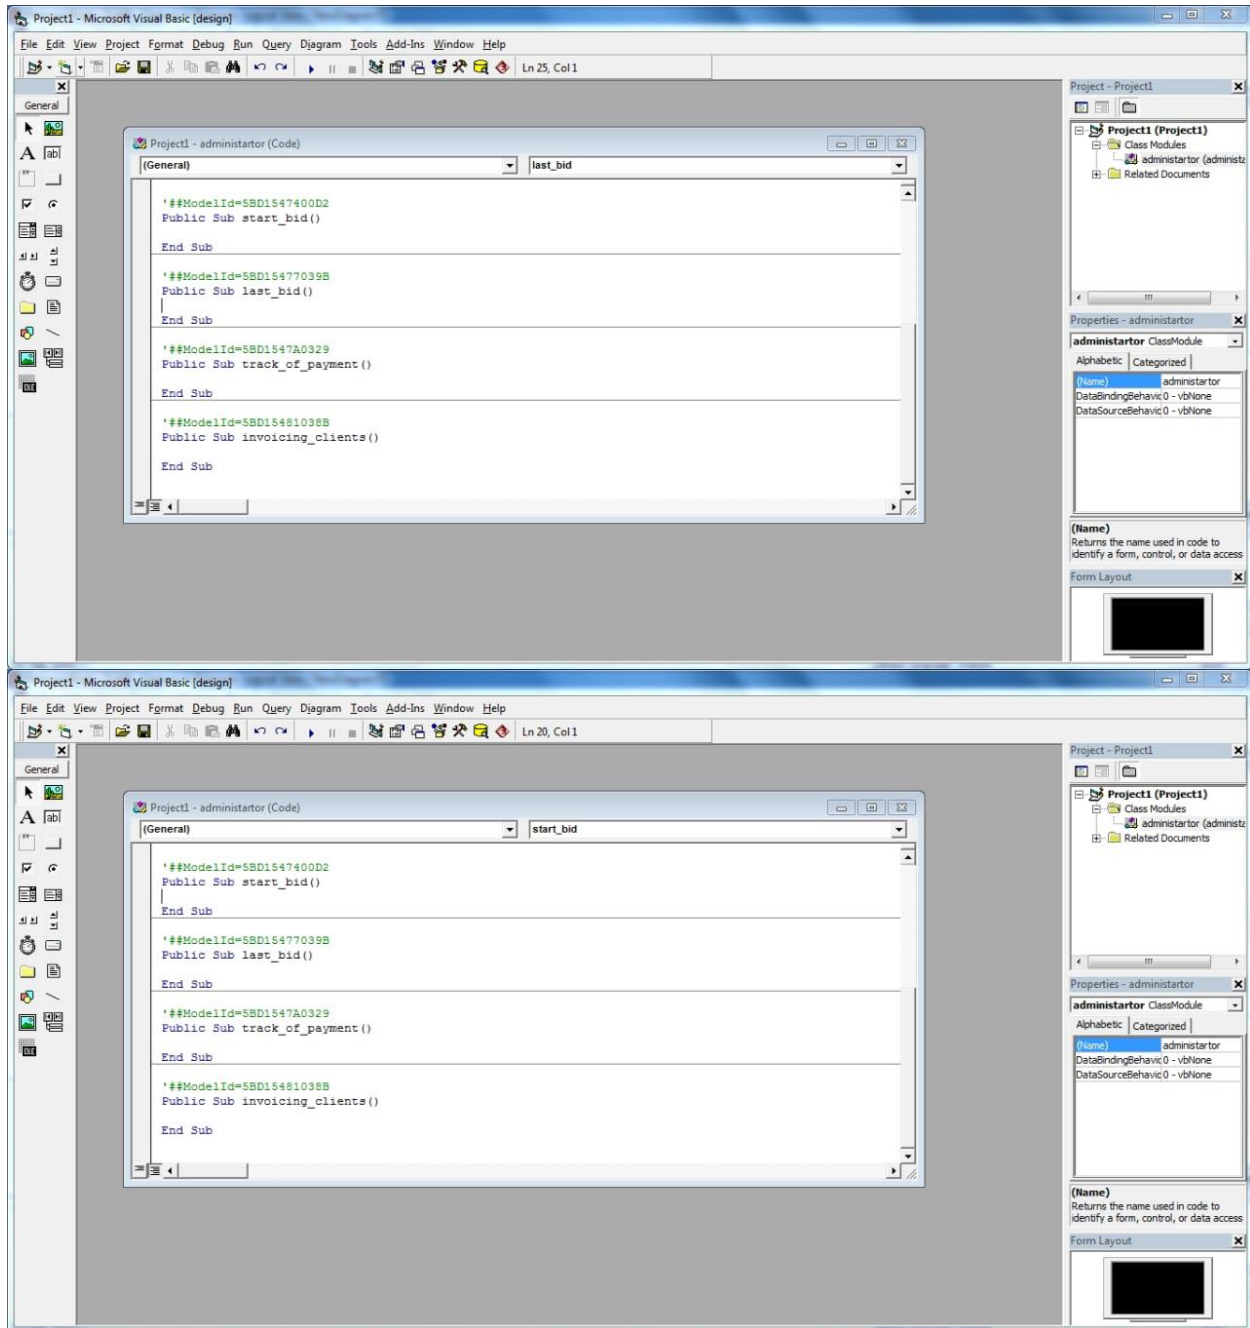 Project1 - Microsoft Visual Basic [design]
File Edit View Project Format Debug Run Query Diagram Tools Add-Ins Window Help
Ln 25, Col 1
General
A ab|
Project1 - administartor (Code)
(General) last_bid
'##ModelId=5BD1547400D2
Public Sub start_bid()
End Sub
'##ModelId=5BD15477039B
Public Sub last_bid()
End Sub
'##ModelId=5BD1547A0329
Public Sub track_of_payment()
End Sub
'##ModelId=5BD15481038B
Public Sub invoicing_clients()
End Sub
Project - Project1
Project1 (Project1)
Class Modules
administartor (administa
Related Documents
Properties - administartor
administartor ClassModule
Alphabetic Categorized
(Name) administartor
DataBindingBehavic 0 - vbNone
DataSourceBehavic 0 - vbNone
(Name)
Returns the name used in code to
identify a form, control, or data access
Form Layout
Project1 - Microsoft Visual Basic [design]
File Edit View Project Format Debug Run Query Diagram Tools Add-Ins Window Help
Ln 20, Col 1
General
A ab|
Project1 - administartor (Code)
(General) start_bid
'##ModelId=5BD1547400D2
Public Sub start_bid()
End Sub
'##ModelId=5BD15477039B
Public Sub last_bid()
End Sub
'##ModelId=5BD1547A0329
Public Sub track_of_payment()
End Sub
'##ModelId=5BD15481038B
Public Sub invoicing_clients()
End Sub
Project - Project1
Project1 (Project1)
Class Modules
administartor (administa
Related Documents
Properties - administartor
administartor ClassModule
Alphabetic Categorized
(Name) administartor
DataBindingBehavic 0 - vbNone
DataSourceBehavic 0 - vbNone
(Name)
Returns the name used in code to
identify a form, control, or data access
Form Layout